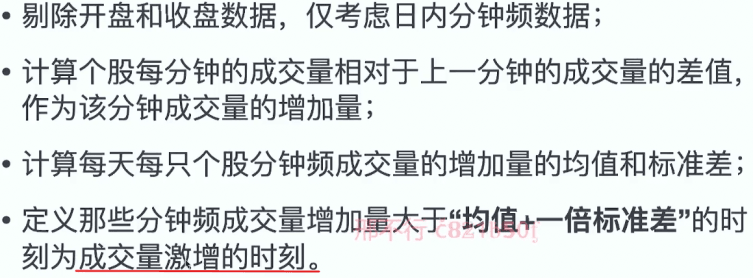 • 剔除开盘和收盘数据，仅考虑日内分钟频数据；
• 计算个股每分钟的成交量相对于上一分钟的成交量的差值，
作为该分钟成交量的增加量；
• 计算每天每只个股分钟频成交量的增加量的均值和标准差；
• 定义那些分钟频成交量增加量大于“均值+一倍标准差”的时
刻为成交量激增的时刻。